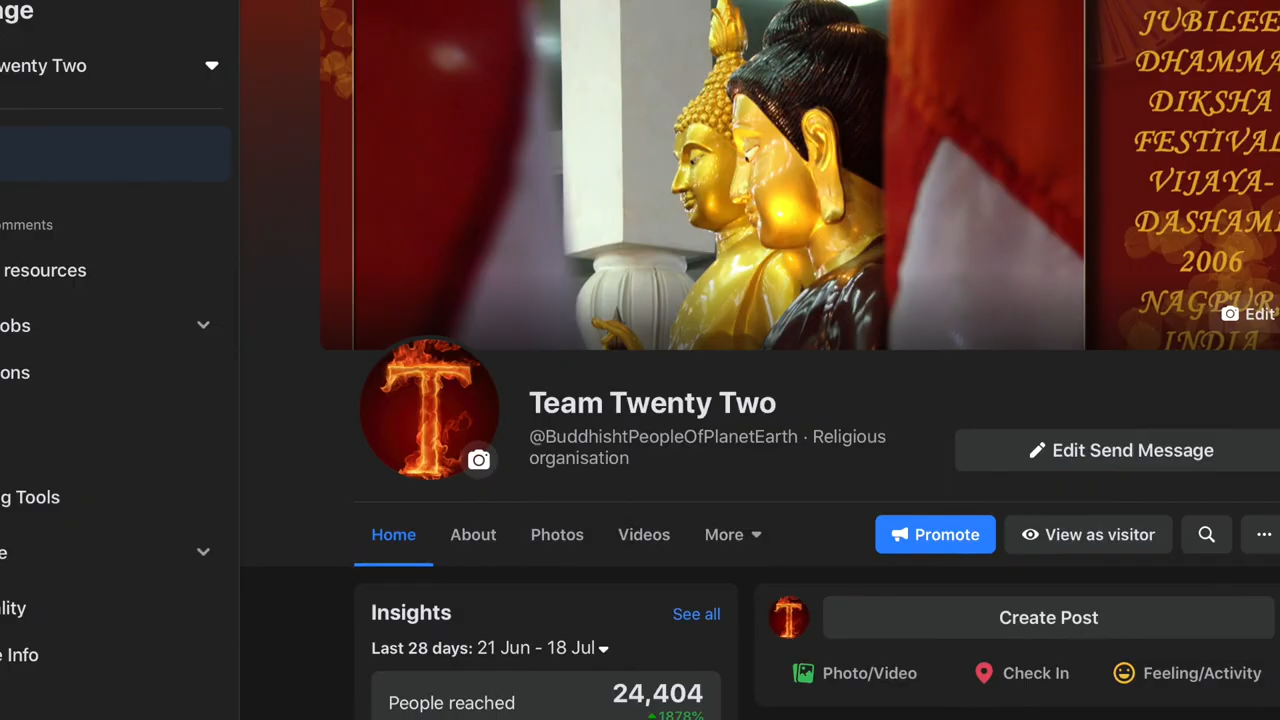 ge
wenty Two
omments
resources
obs
ons
g Tools
e
lity
e Info
JUBILEE
DHAMMA
DIKSHA
FESTIVAL
VIJAYA-
DASHAMI
2006
NAGPUR
INDIA
Edit
Team Twenty Two
@BuddhishtPeopleOfPlanetEarth · Religious
organisation
Edit Send Message
Home About Photos Videos More
Promote View as visitor
Insights See all
Last 28 days: 21 Jun - 18 Jul
People reached 24,404
1878%
T
Create Post
Photo/Video Check In Feeling/Activity